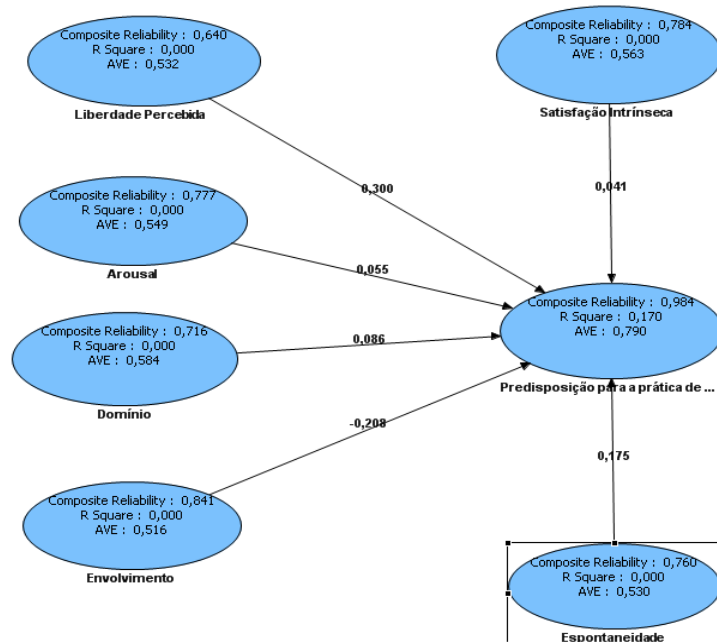 Composite Reliability : 0,640
R Square : 0,000
AVE : 0,532
Liberdade Percebida
Composite Reliability : 0,784
R Square : 0,000
AVE : 0,563
Satisfação Intrínseca
0,300
0,041
Composite Reliability : 0,777
R Square : 0,000
AVE : 0,549
Arousal
0,055
Composite Reliability : 0,984
R Square : 0,170
AVE : 0,790
Predisposição para a prática de ...
Composite Reliability : 0,716
R Square : 0,000
AVE : 0,584
Domínio
0,086
-0,208
0,175
Composite Reliability : 0,841
R Square : 0,000
AVE : 0,516
Envolvimento
Composite Reliability : 0,760
R Square : 0,000
AVE : 0,530
Espontaneidade